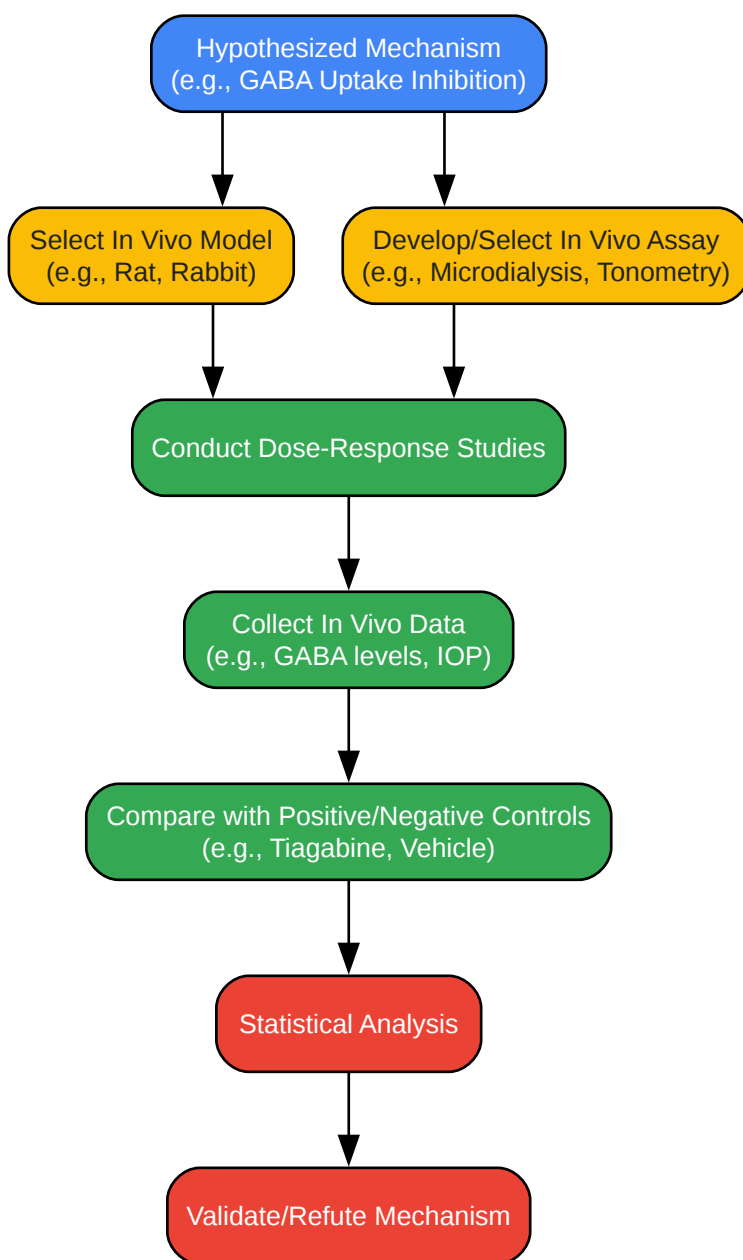 Hypothesized Mechanism
(e.g., GABA Uptake Inhibition)
Select In Vivo Model
(e.g., Rat, Rabbit)
Develop/Select In Vivo Assay
(e.g., Microdialysis, Tonometry)
Conduct Dose-Response Studies
Collect In Vivo Data
(e.g., GABA levels, IOP)
Compare with Positive/Negative Controls
(e.g., Tiagabine, Vehicle)
Statistical Analysis
Validate/Refute Mechanism